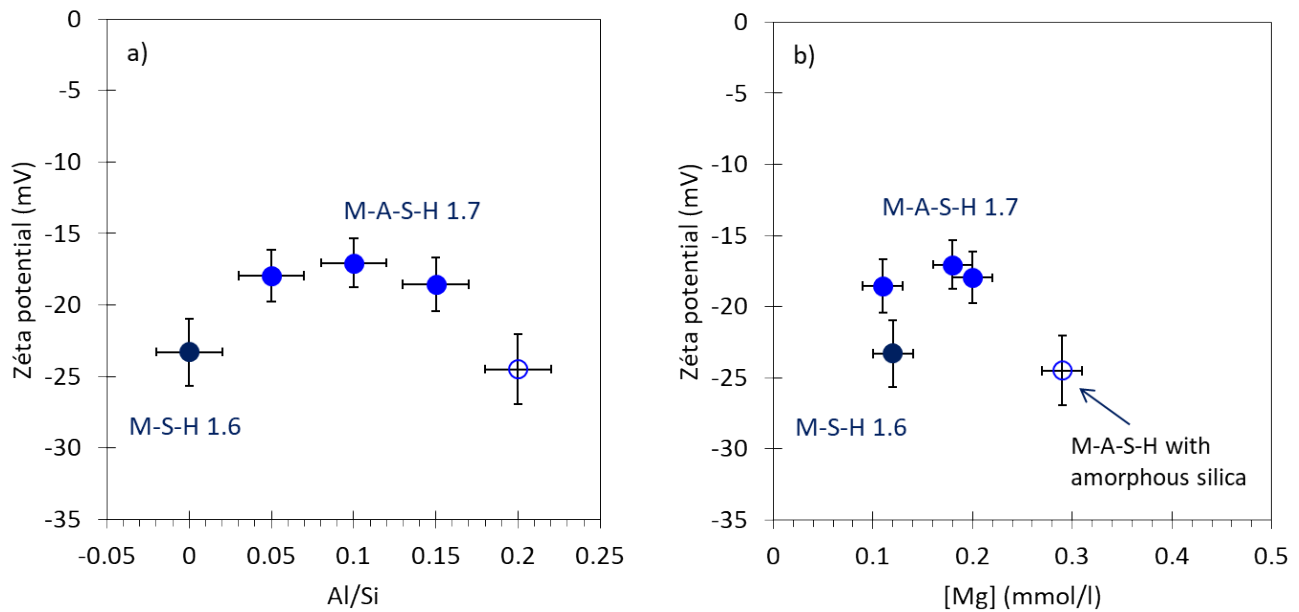 a)
0
-5
-10
-15
-20
-25
-30
-35
Zéta potential (mV)
M-A-S-H 1.7
M-S-H 1.6
-0.05 0 0.05 0.1 0.15 0.2 0.25
Al/Si
b)
0
-5
-10
-15
-20
-25
-30
-35
Zéta potential (mV)
M-A-S-H 1.7
M-S-H 1.6
M-A-S-H with
amorphous silica
0 0.1 0.2 0.3 0.4 0.5
[Mg] (mmol/l)